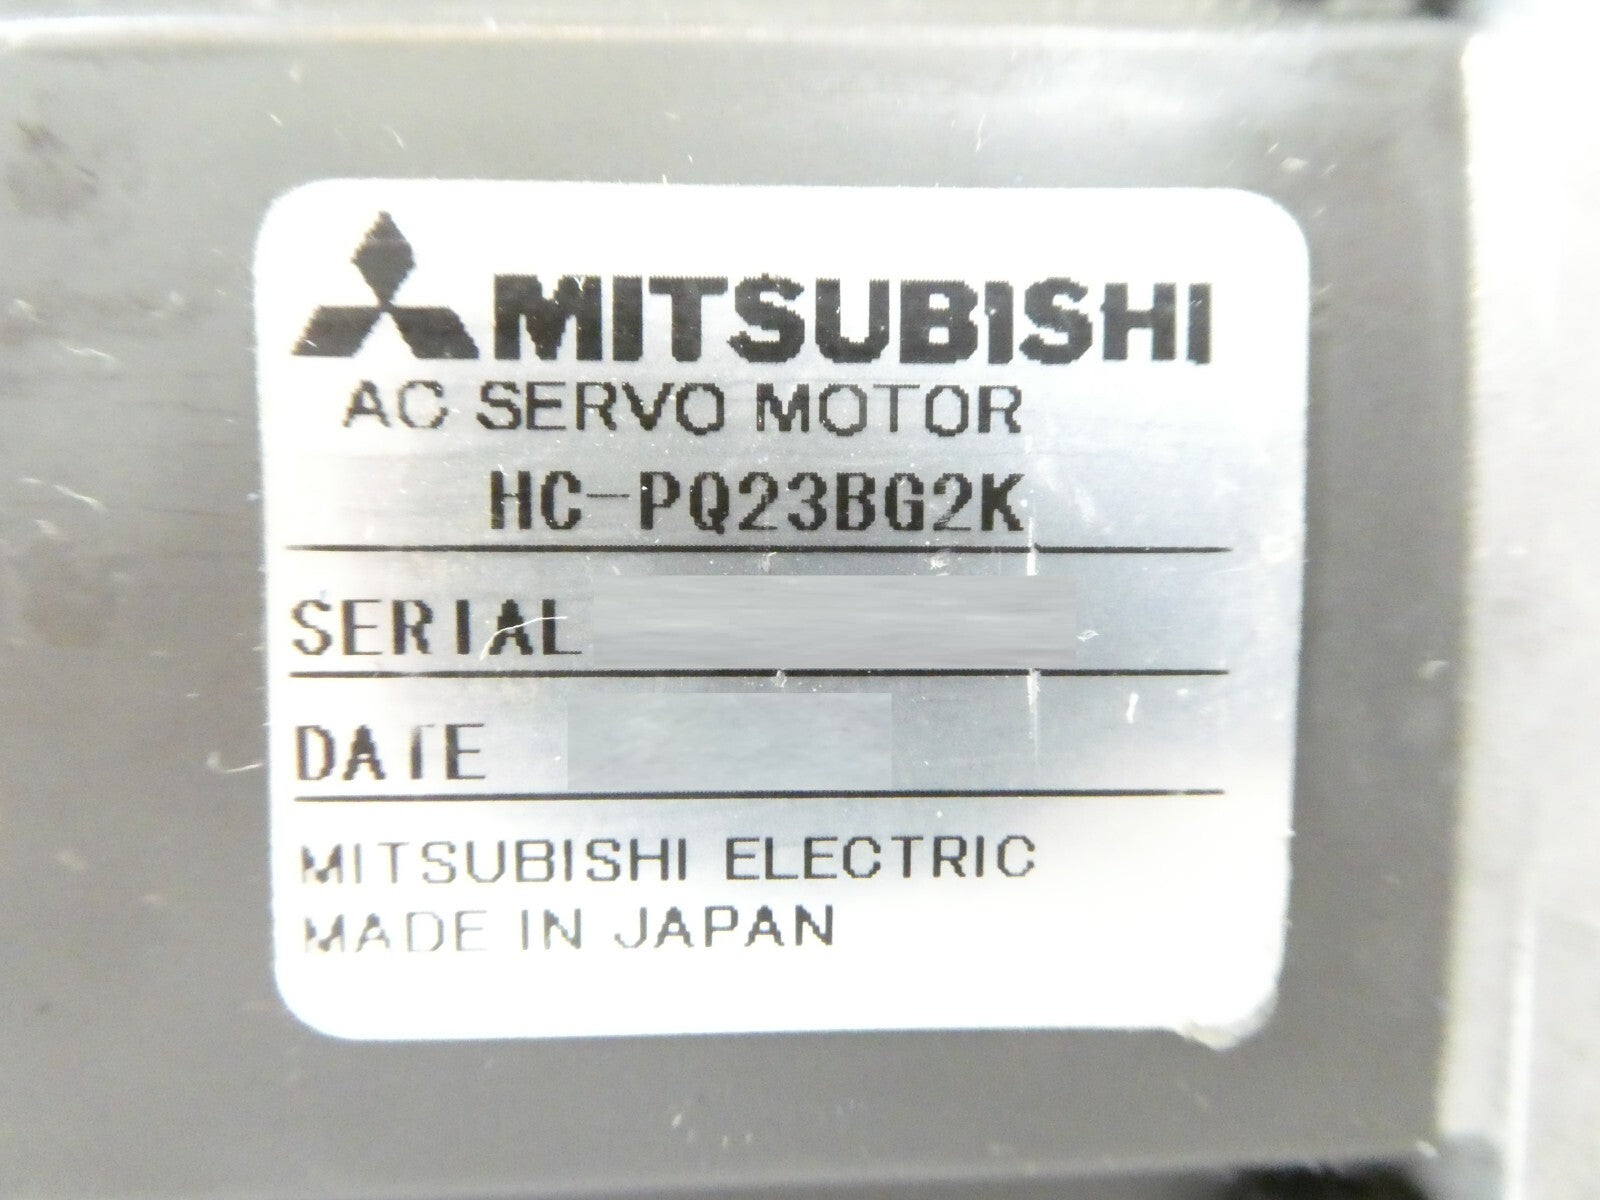 MITSUBISHI
AC SERVO MOTOR
HC-PQ23BG2K
SERIAL
DATE
MITSUBISHI ELECTRIC
MADE IN JAPAN